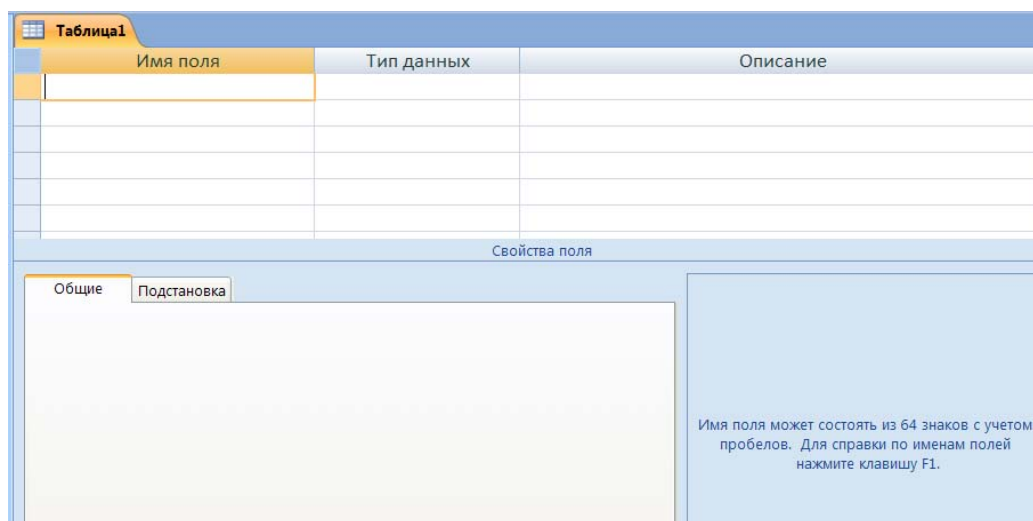 Таблица1
Имя поля Тип данных Описание
Свойства поля
Общие Подстановка
Имя поля может состоять из 64 знаков с учетом
пробелов. Для справки по именам полей
нажмите клавишу F1.